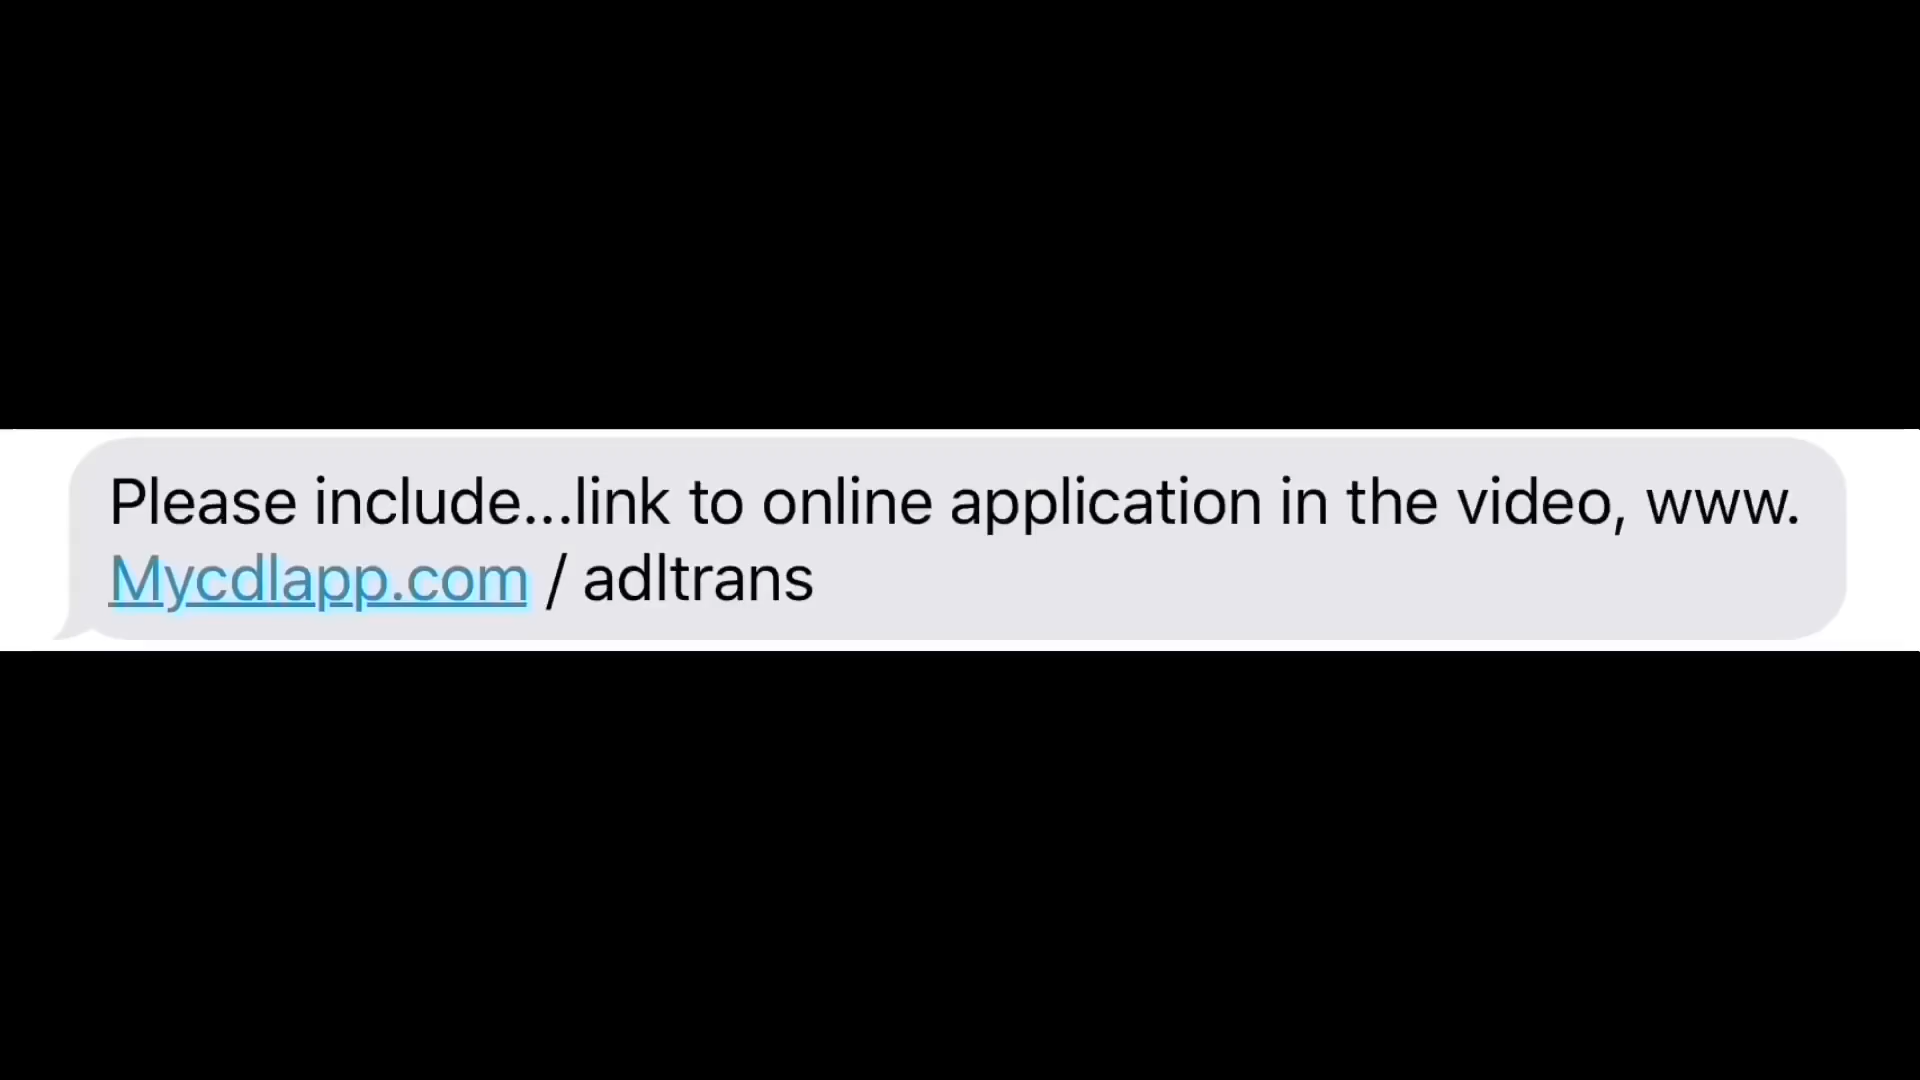 Please include...link to online application in the video, www.
Mycdlapp.com / adltrans